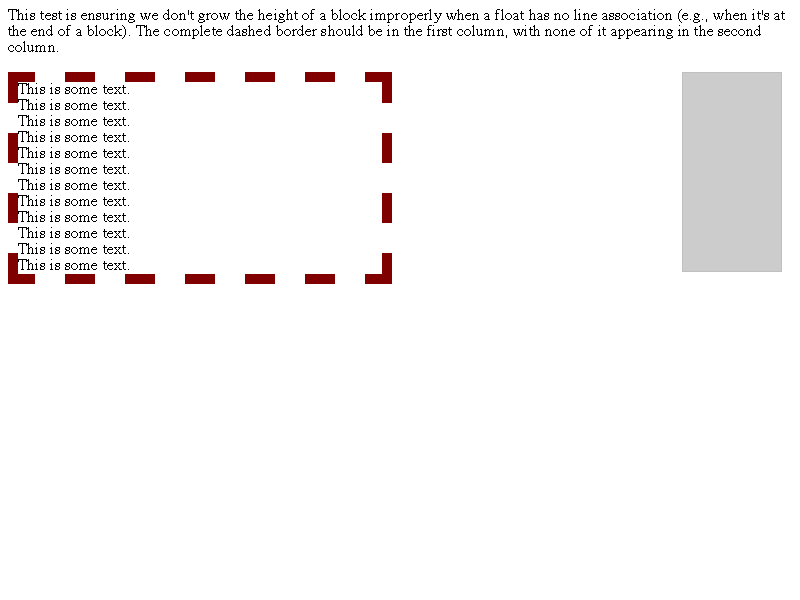 This test is ensuring we don't grow the height of a block improperly when a float has no line association (e.g., when it's at
the end of a block). The complete dashed border should be in the first column, with none of it appearing in the second
column.
This is some text.
This is some text.
This is some text.
This is some text.
This is some text.
This is some text.
This is some text.
This is some text.
This is some text.
This is some text.
This is some text.
This is some text.